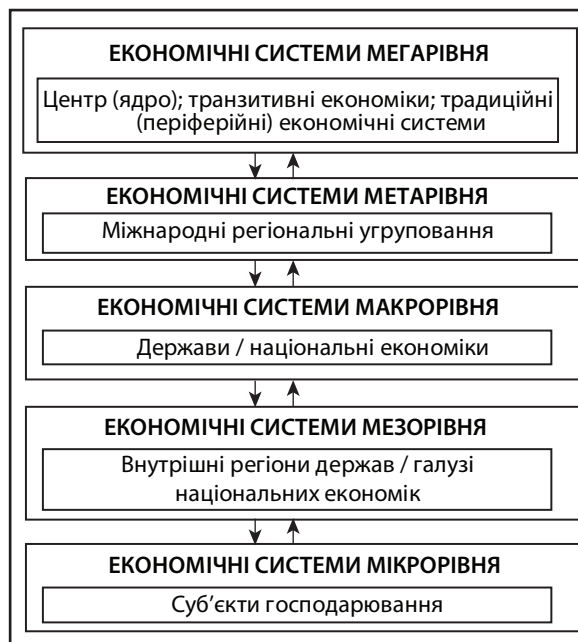 ЕКОНОМІЧНІ СИСТЕМИ МЕГАРІВНЯ
Центр (ядро); транзитивні економіки; традиційні
(періферійні) економічні системи
ЕКОНОМІЧНІ СИСТЕМИ МЕТАРІВНЯ
Міжнародні регіональні угруповання
ЕКОНОМІЧНІ СИСТЕМИ МАКРОРІВНЯ
Держави / національні економіки
ЕКОНОМІЧНІ СИСТЕМИ МЕЗОРІВНЯ
Внутрішні регіони держав / галузі
національних економік
ЕКОНОМІЧНІ СИСТЕМИ МІКРОРІВНЯ
Суб’єкти господарювання